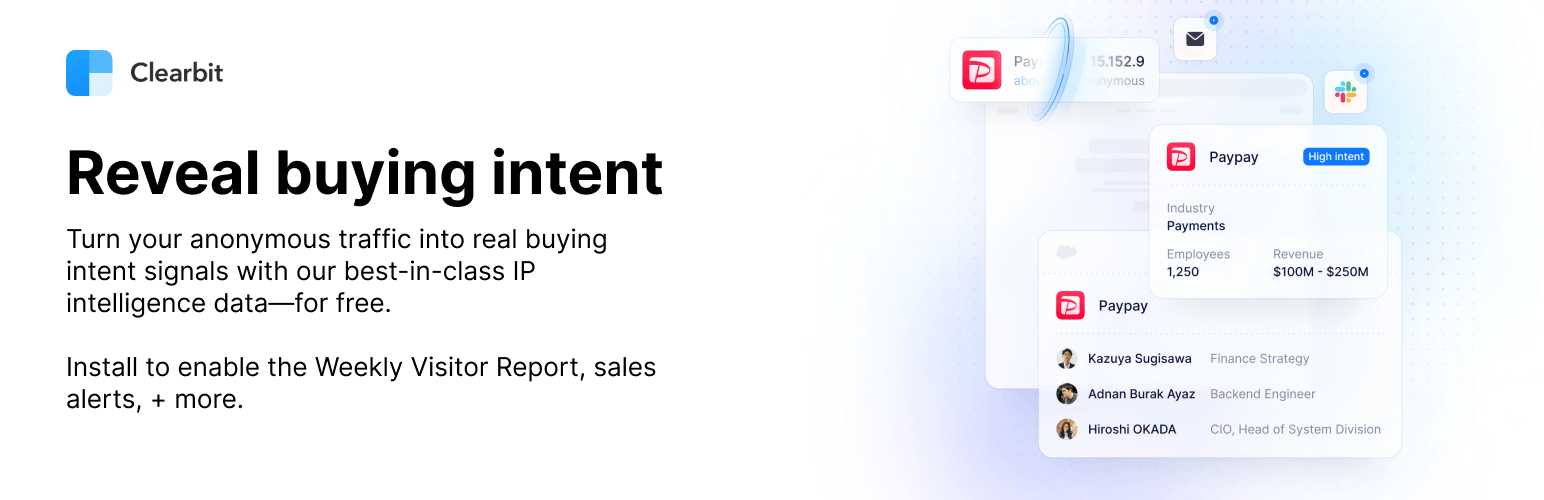 Clearbit
Reveal buying intent
Turn your anonymous traffic into real buying
intent signals with our best-in-class IP
intelligence data—for free.
Install to enable the Weekly Visitor Report, sales
alerts, + more.
15.152.9
Paypay
High intent
Industry
Payments
Employees
Revenue
1,250
$100M - $250M
Paypay
Kazuya Sugisawa
Finance Strategy
Adnan Burak Ayaz
Backend Engineer
Hiroshi OKADA
CIO, Head of System Division